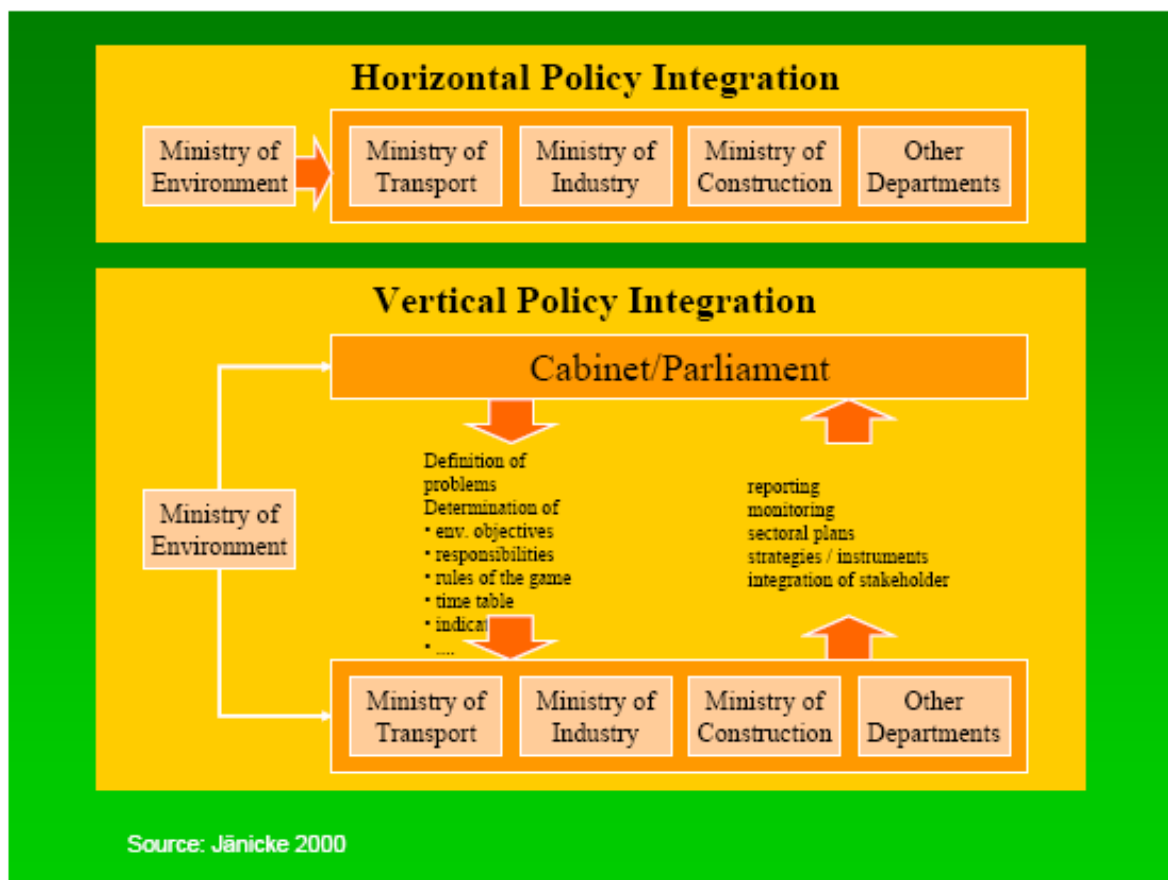 Horizontal Policy Integration
Ministry of
Environment
Ministry of
Transport
Ministry of
Industry
Ministry of
Construction
Other
Departments
Vertical Policy Integration
Cabinet/Parliament
Definition of
problems
Determination of
• env. objectives
• responsibilities
• rules of the game
• time table
• indicat
• ....
reporting
monitoring
sectoral plans
strategies / instruments
integration of stakeholder
Ministry of
Environment
Ministry of
Transport
Ministry of
Industry
Ministry of
Construction
Other
Departments
Source: Jänicke 2000